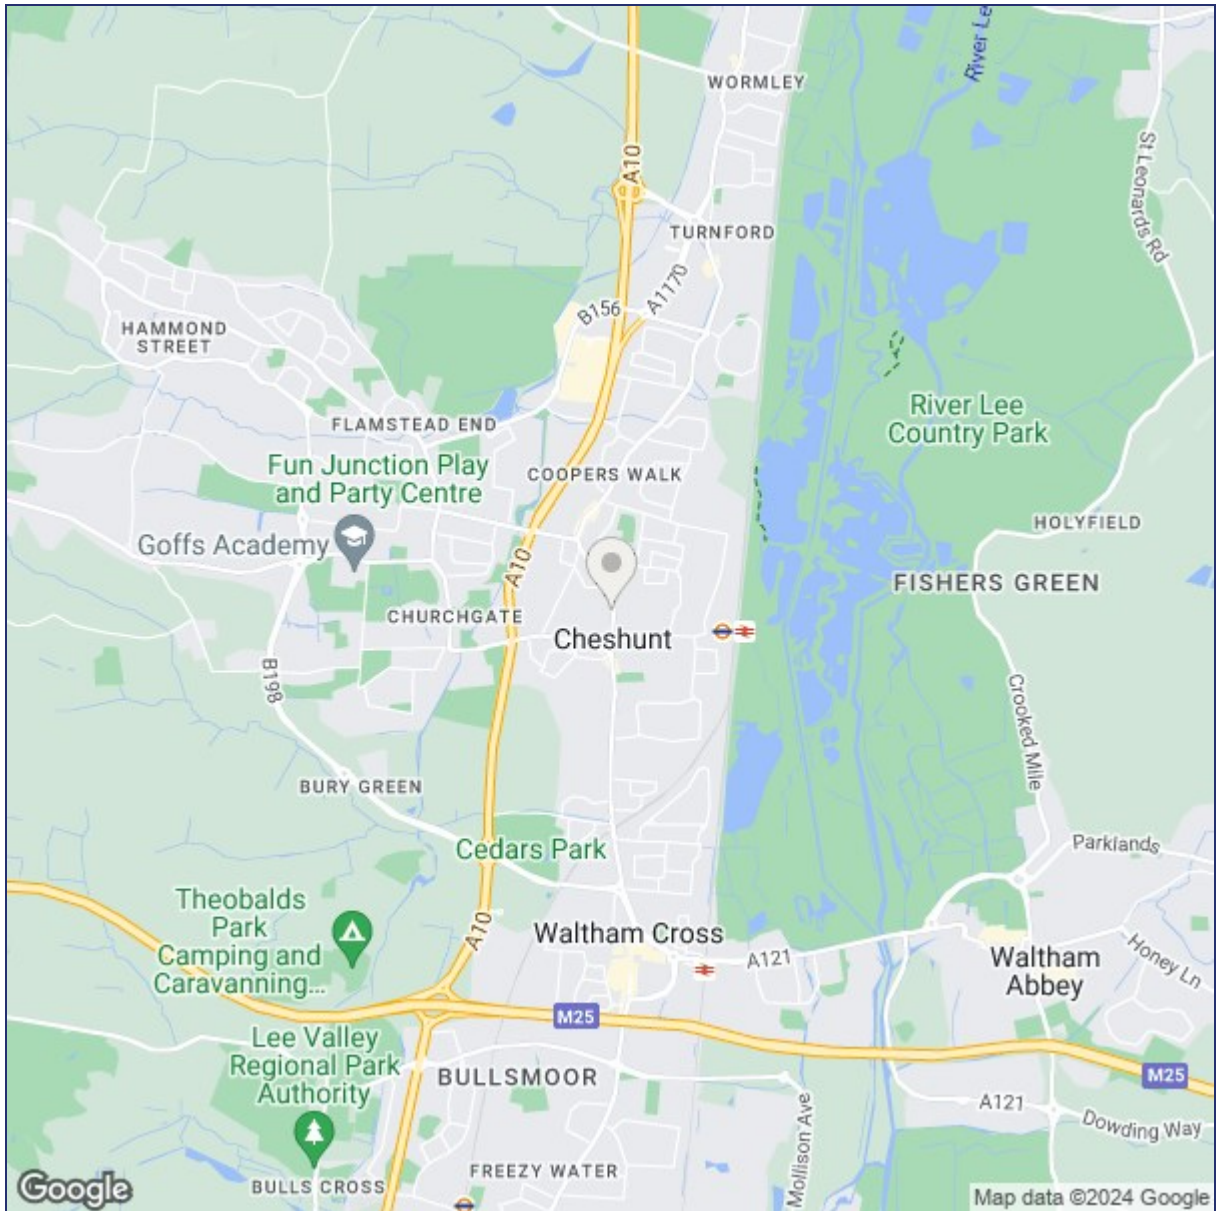 River Le
WORMLEY
A10
St Leonards Rd
TURNFORD
A1170
B156
HAMMOND
STREET
River Lee
Country Park
FLAMSTEAD END
Fun Junction Play
and Party Centre
COOPERS WALK
HOLYFIELD
Goffs Academy
A10
FISHERS GREEN
CHURCHGATE
Cheshunt
B198
Crooked Mile
BURY GREEN
Cedars Park
Parklands
Theobalds
Park
Camping and
Caravanning...
A10
Waltham Cross
A121
Waltham
Abbey
Honey Ln
M25
Lee Valley
Regional Park
Authority
BULLSMOOR
M25
A121
Dowding Way
Mollison Ave
FREEZY WATER
BULLS CROSS
Google
Map data ©2024 Google